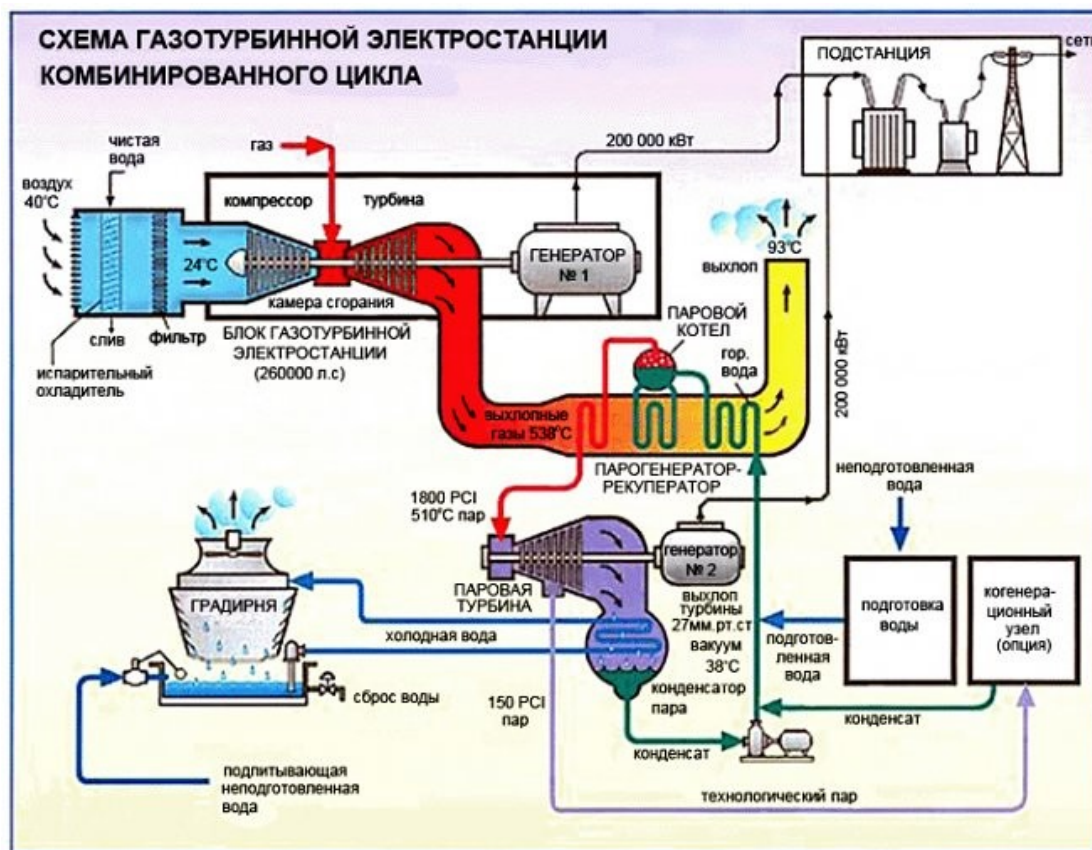 СХЕМА ГАЗОТУРБИННОЙ ЭЛЕКТРОСТАНЦИИ
КОМБИНИРОВАННОГО ЦИКЛА
ПОДСТАНЦИЯ
сеть
чистая
вода
газ
200 000 кВт
воздух
40°С
компрессор
турбина
24°С
ГЕНЕРАТОР
№ 1
93°С
выхлоп
камера сгорания
слив
фильтр
испарительный
охладитель
БЛОК ГАЗОТУРБИННОЙ
ЭЛЕКТРОСТАНЦИИ
(260000 л.с)
ПАРОВОЙ
КОТЕЛ
гор.
вода
200 000 кВт
выхлопные
газы 538°С
ПАРОГЕНЕРАТОР-
РЕКУПЕРАТОР
неподготовленная
вода
1800 PCI
510°С пар
генератор
№ 2
ПАРОВАЯ
ТУРБИНА
выхлоп
турбины
27мм.рт.ст
вакуум
38°С
ГРАДИРНЯ
холодная вода
подготов-
ленная
вода
подготовка
воды
когенера-
ционный
узел
(опция)
сброс воды
150 PCI
пар
конденсатор
пара
конденсат
конденсат
подлитывающая
неподготовленная
вода
технологический пар